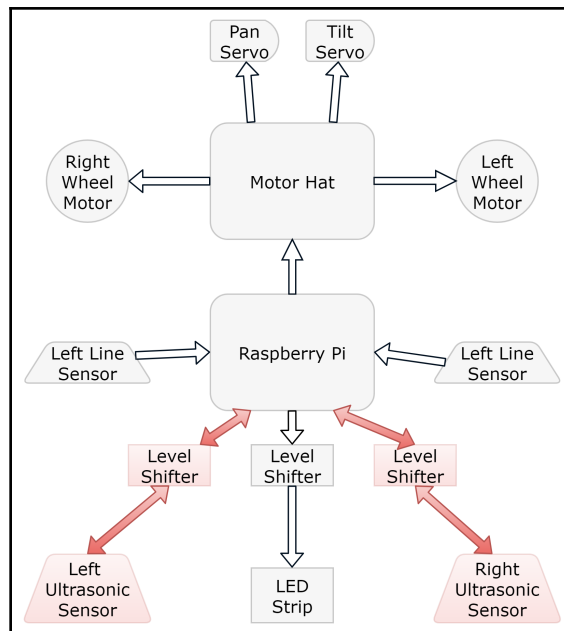 Pan
Servo
Tilt
Servo
Right
Wheel
Motor
Motor Hat
Left
Wheel
Motor
Left Line
Sensor
Raspberry Pi
Left Line
Sensor
Level
Shifter
Level
Shifter
Level
Shifter
Left
Ultrasonic
Sensor
LED
Strip
Right
Ultrasonic
Sensor